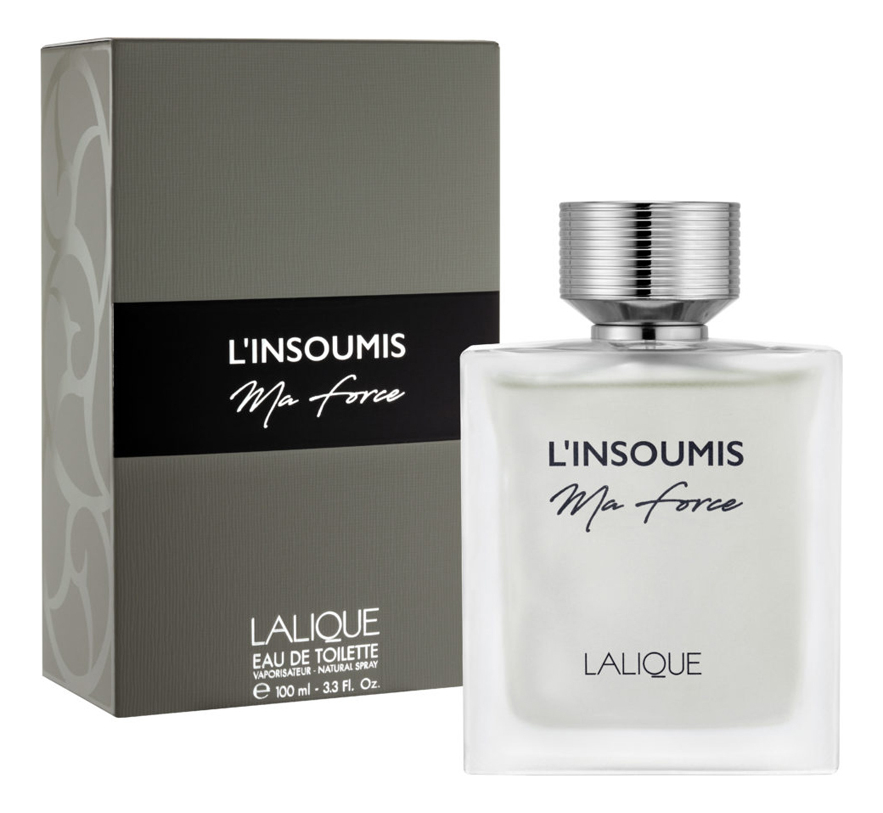 L'INSOUMIS
Ma force
LALIQUE
EAU DE TOILETTE
VAPORISATEUR - NATURAL SPRAY
℮ 100 ml - 3.3 Fl. Oz.
L'INSOUMIS
Ma force
LALIQUE